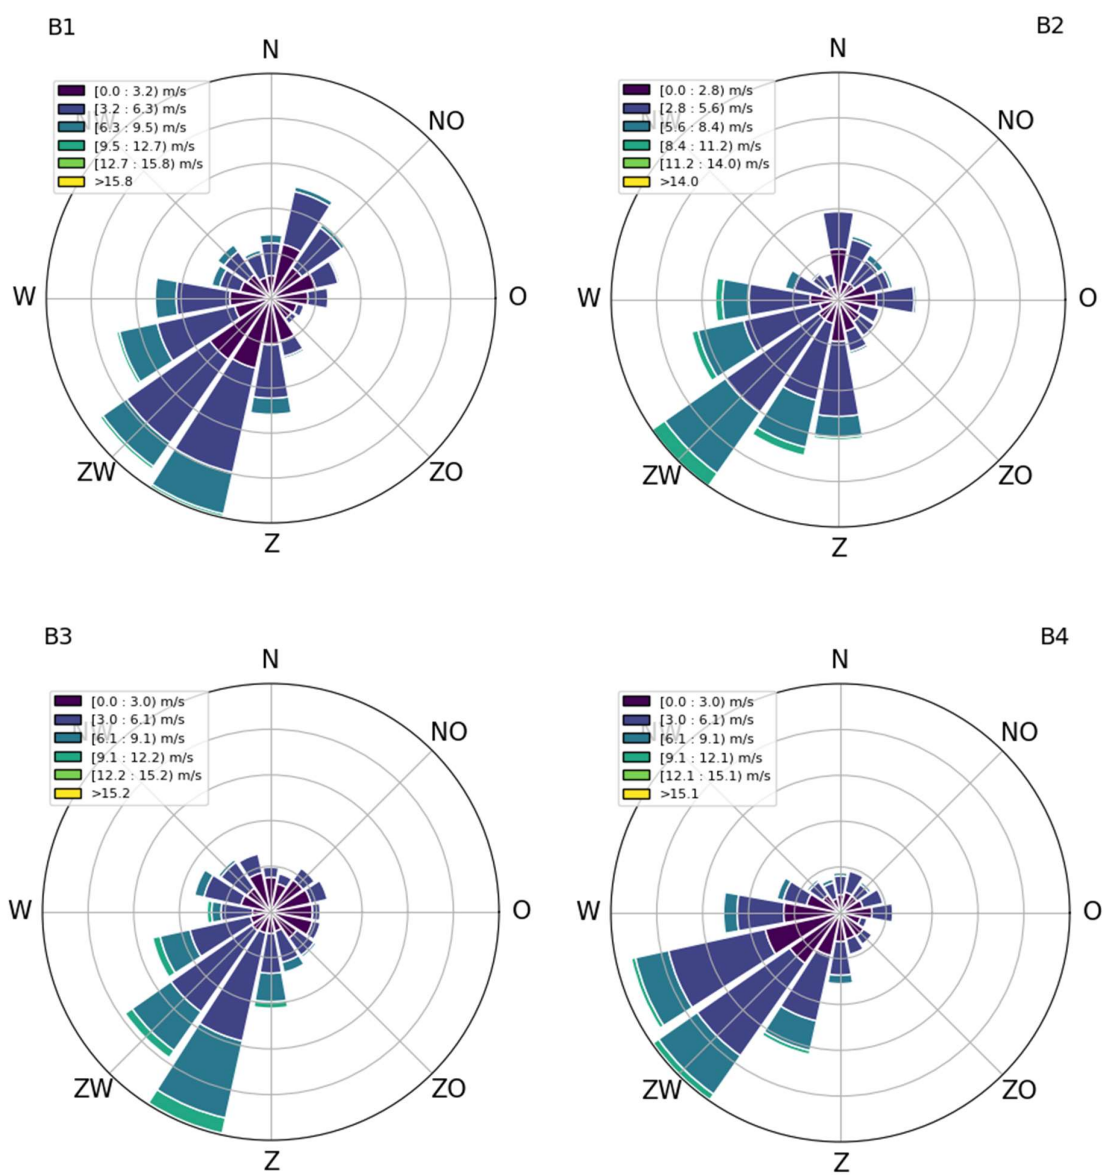 B1
N
NO
[0.0 : 3.2) m/s
[3.2 : 6.3) m/s
NW
[6.3 : 9.5) m/s
[9.5 : 12.7) m/s
[12.7 : 15.8) m/s
>15.8
W
O
ZW
ZO
Z
B2
N
NO
[0.0 : 2.8) m/s
[2.8 : 5.6) m/s
NW
[5.6 : 8.4) m/s
[8.4 : 11.2) m/s
[11.2 : 14.0) m/s
>14.0
W
O
ZW
ZO
Z
B3
N
NO
[0.0 : 3.0) m/s
[3.0 : 6.1) m/s
NW
[6.1 : 9.1) m/s
[9.1 : 12.2) m/s
[12.2 : 15.2) m/s
>15.2
W
O
ZW
ZO
Z
B4
N
NO
[0.0 : 3.0) m/s
[3.0 : 6.1) m/s
NW
[6.1 : 9.1) m/s
[9.1 : 12.1) m/s
[12.1 : 15.1) m/s
>15.1
W
O
ZW
ZO
Z